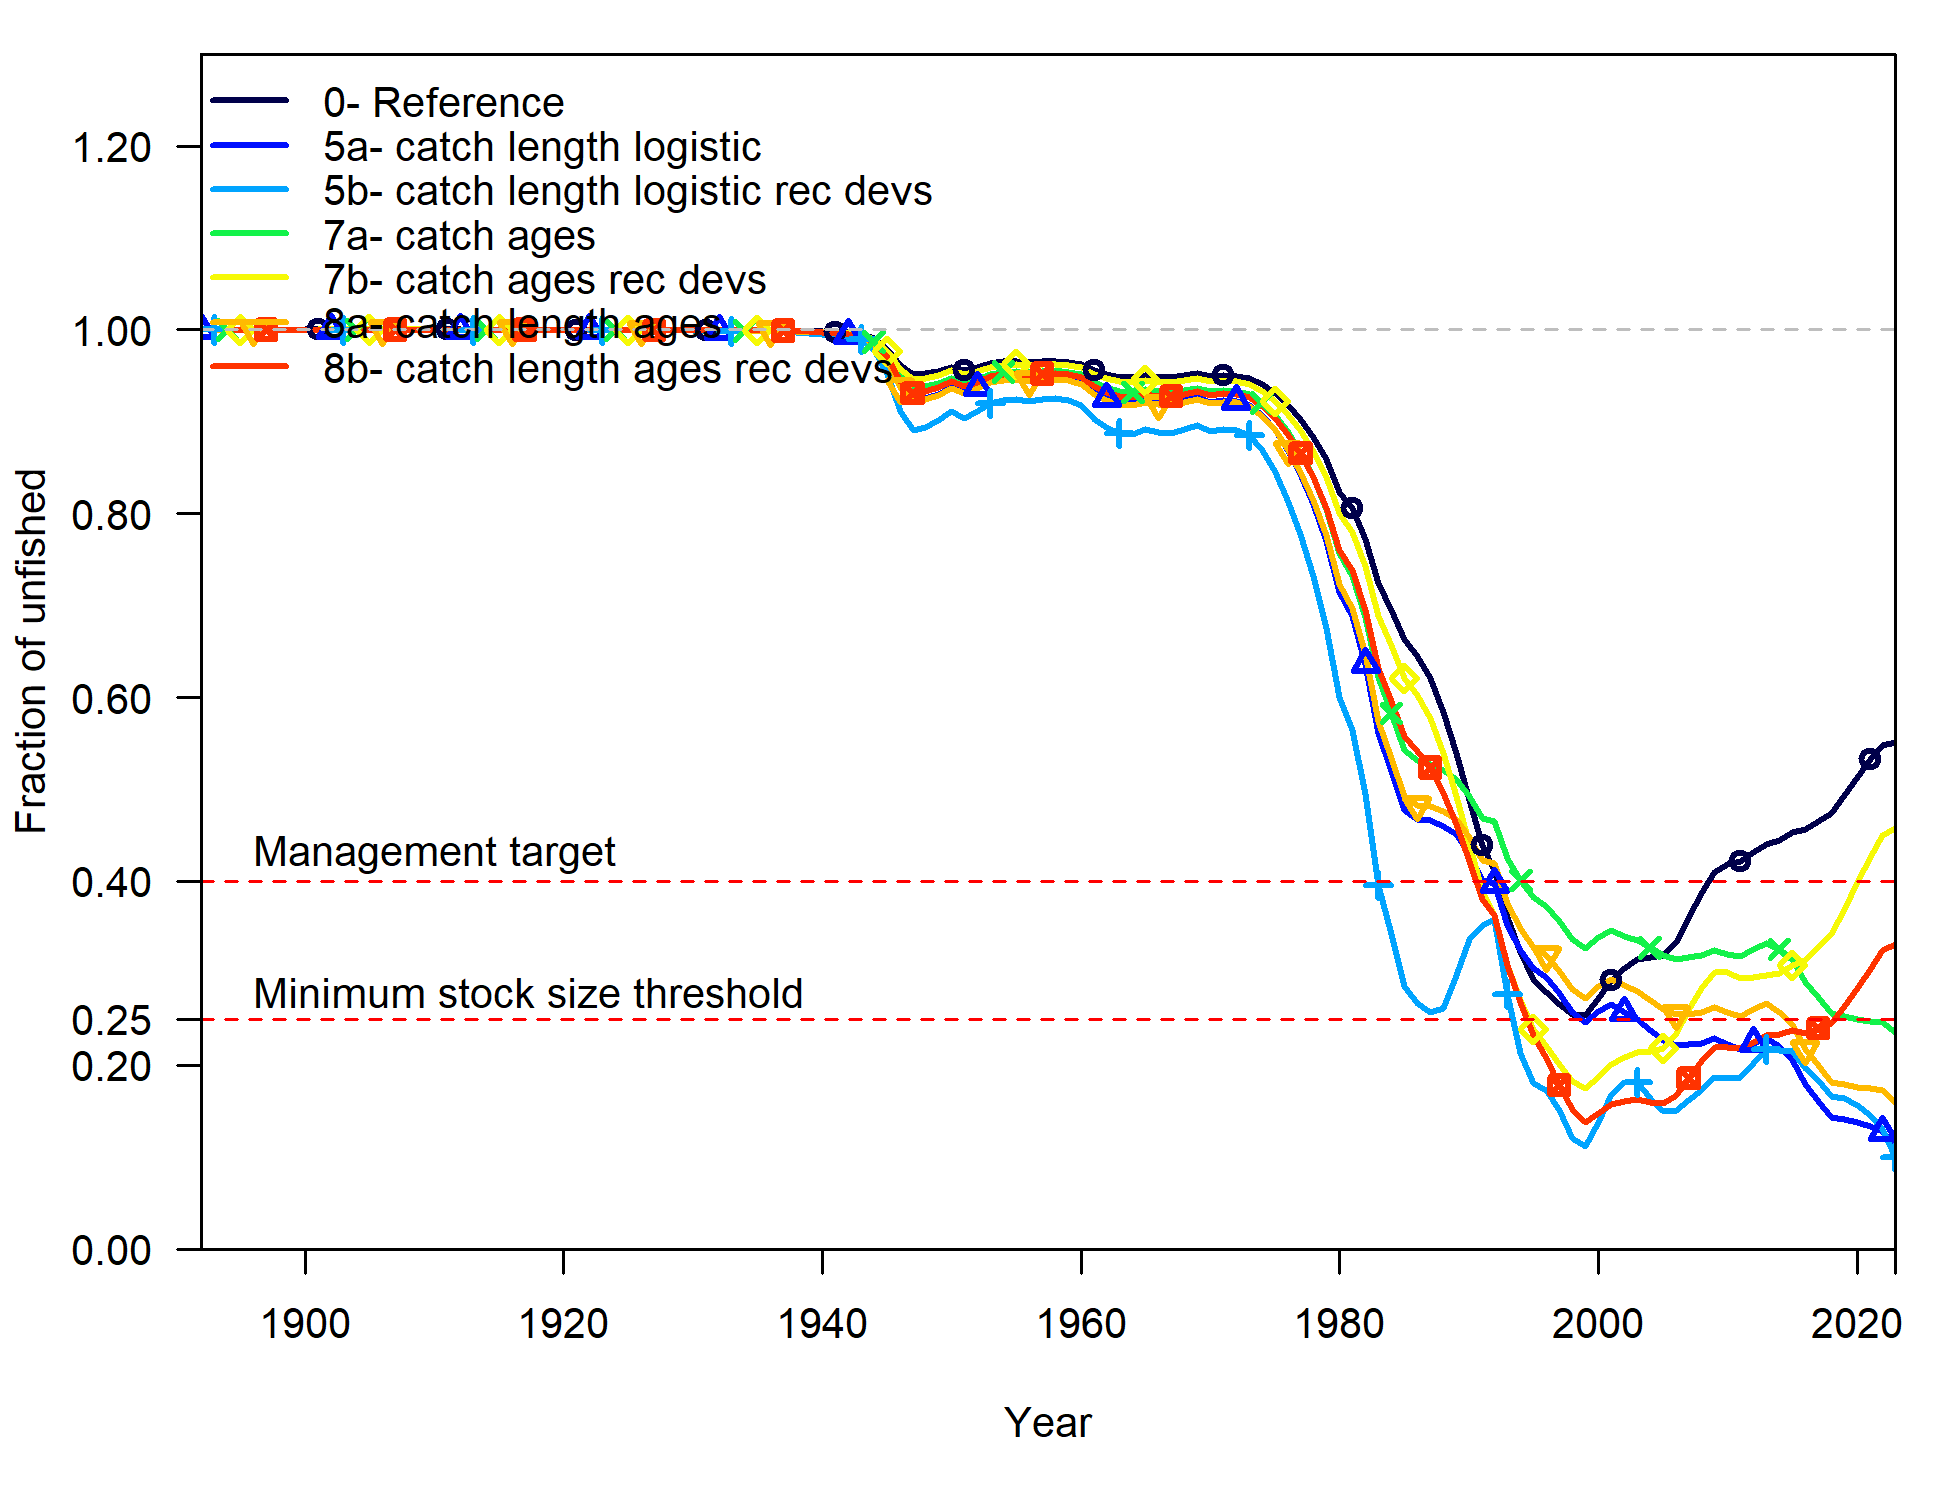 0- Reference
5a- catch length logistic
5b- catch length logistic rec devs
7a- catch ages
7b- catch ages rec devs
8a- catch length ages
8b- catch length ages rec devs
1.20
1.00
0.80
0.60
0.40
0.25
0.20
0.00
Fraction of unfished
Management target
Minimum stock size threshold
1900
1920
1940
1960
1980
2000
2020
Year